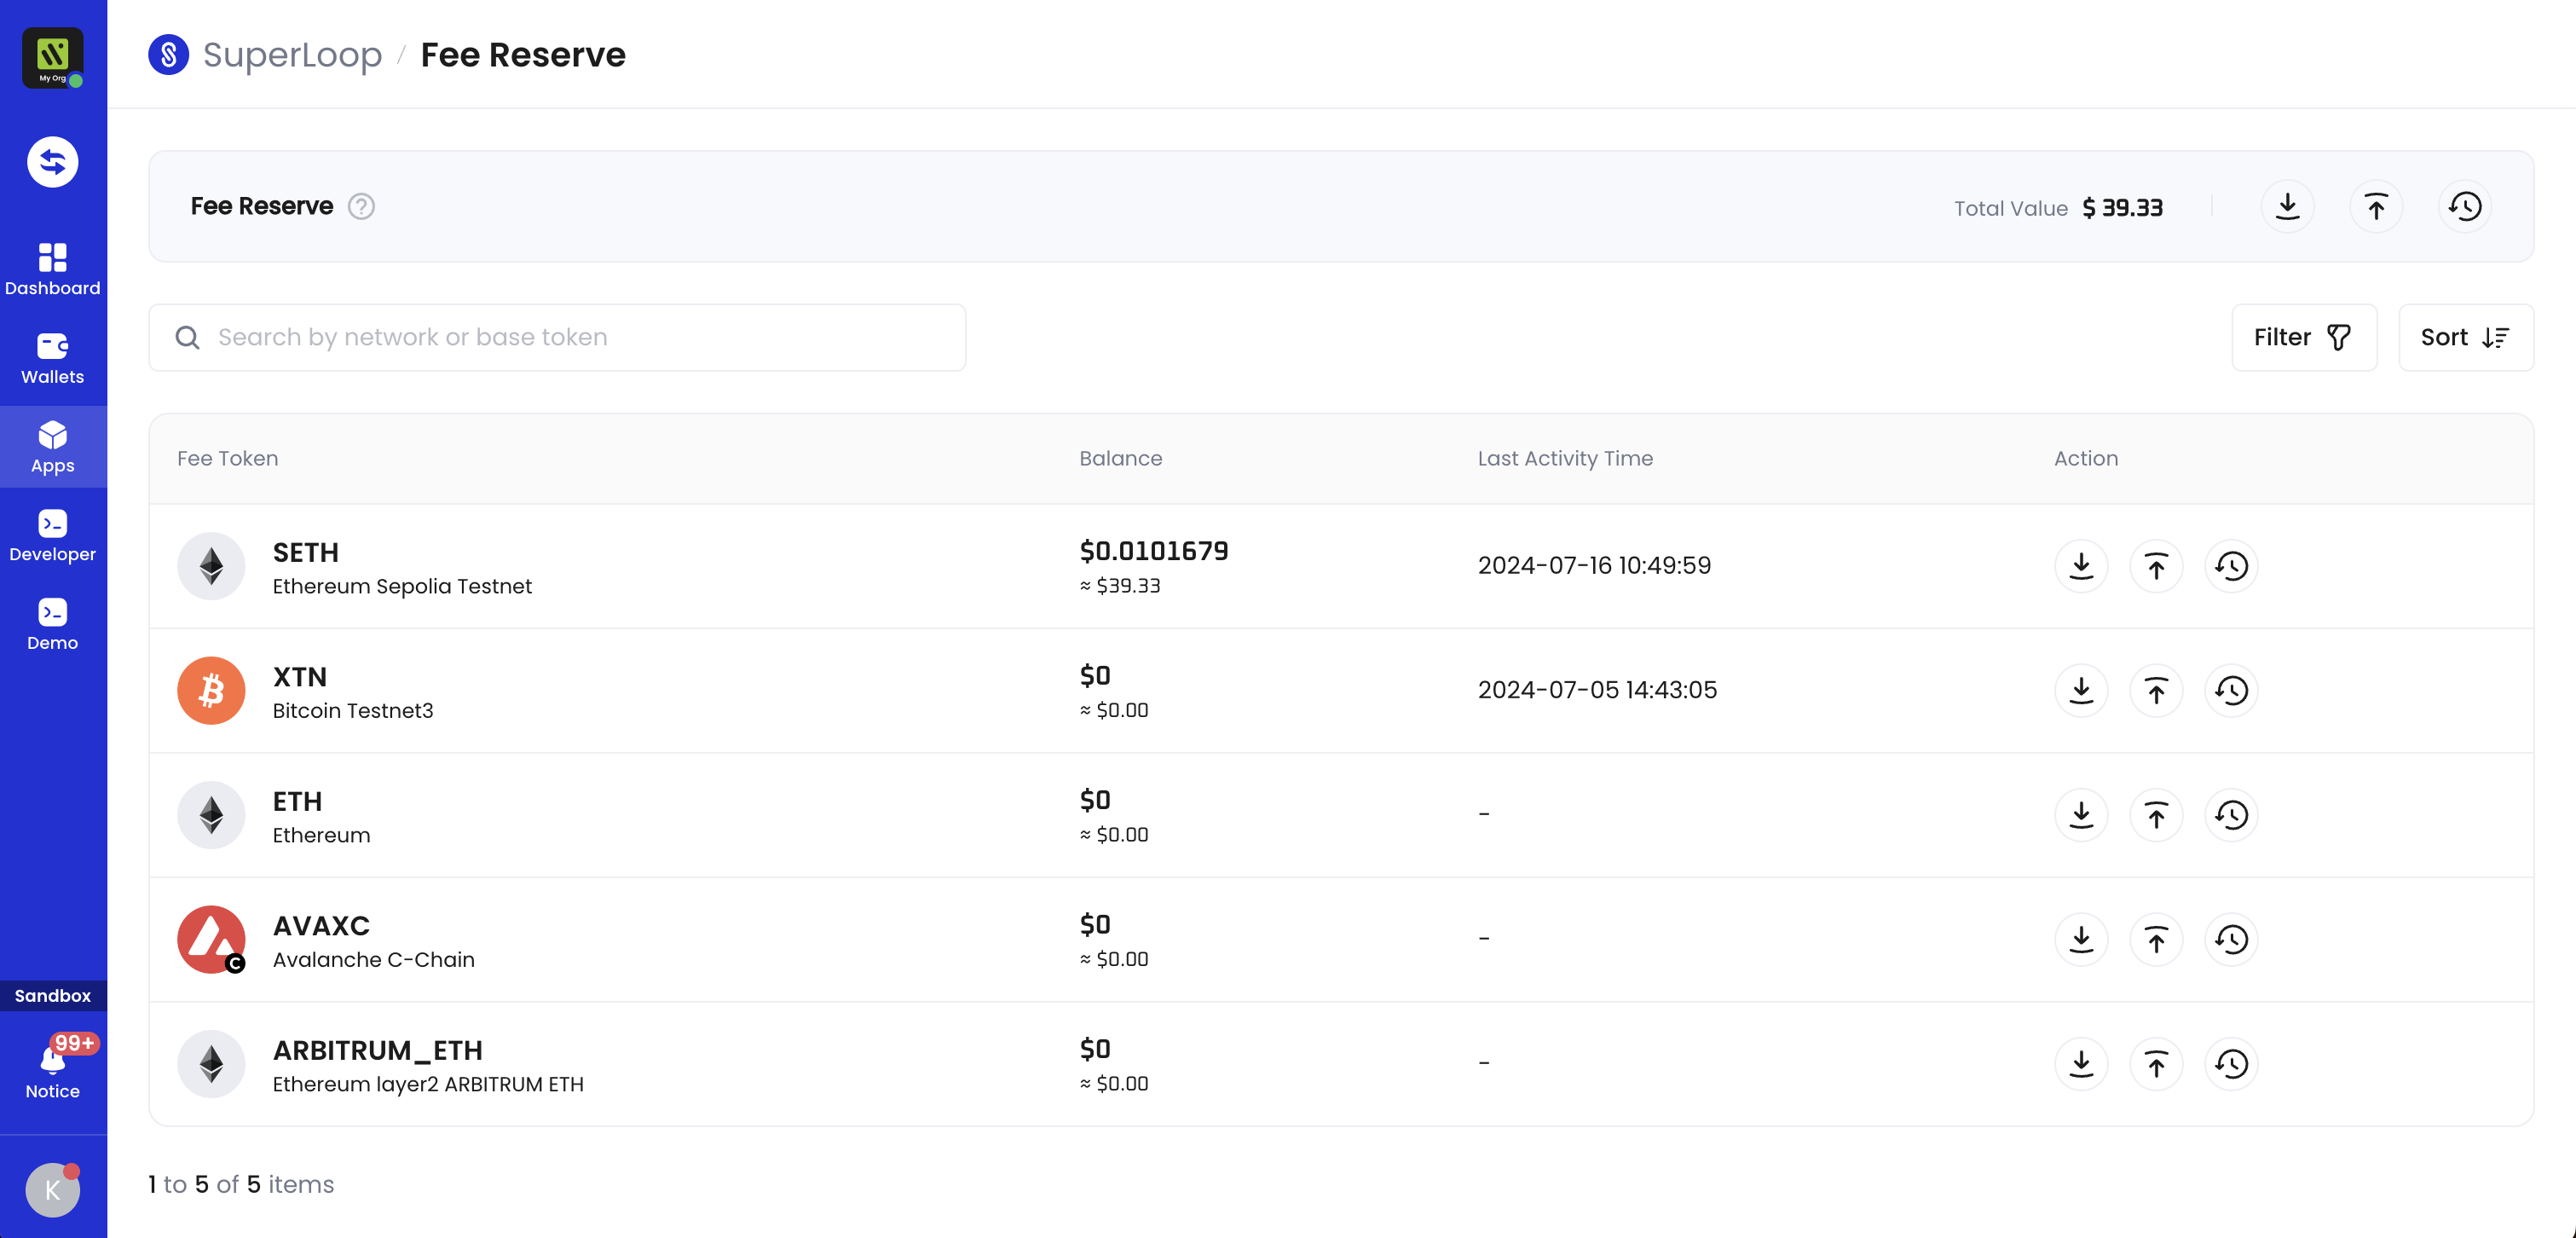 My Org
SuperLoop / Fee Reserve
Dashboard
Wallets
Apps
Developer
Demo
Sandbox
99+
Notice
K
Fee Reserve ?
Total Value $ 39.33
Search by network or base token
Filter
Sort
Fee Token Balance Last Activity Time Action
SETH
Ethereum Sepolia Testnet
$0.0101679
≈ $39.33
2024-07-16 10:49:59
XTN
Bitcoin Testnet3
$0
≈ $0.00
2024-07-05 14:43:05
ETH
Ethereum
$0
≈ $0.00
-
C
AVAXC
Avalanche C-Chain
$0
≈ $0.00
-
ARBITRUM_ETH
Ethereum layer2 ARBITRUM ETH
$0
≈ $0.00
-
1 to 5 of 5 items